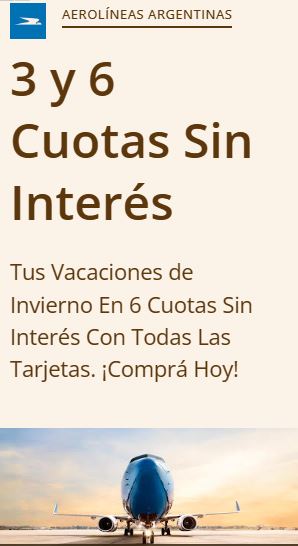 AEROLÍNEAS ARGENTINAS
3 y 6
Cuotas Sin
Interés
Tus Vacaciones de
Invierno En 6 Cuotas Sin
Interés Con Todas Las
Tarjetas. ¡Comprá Hoy!